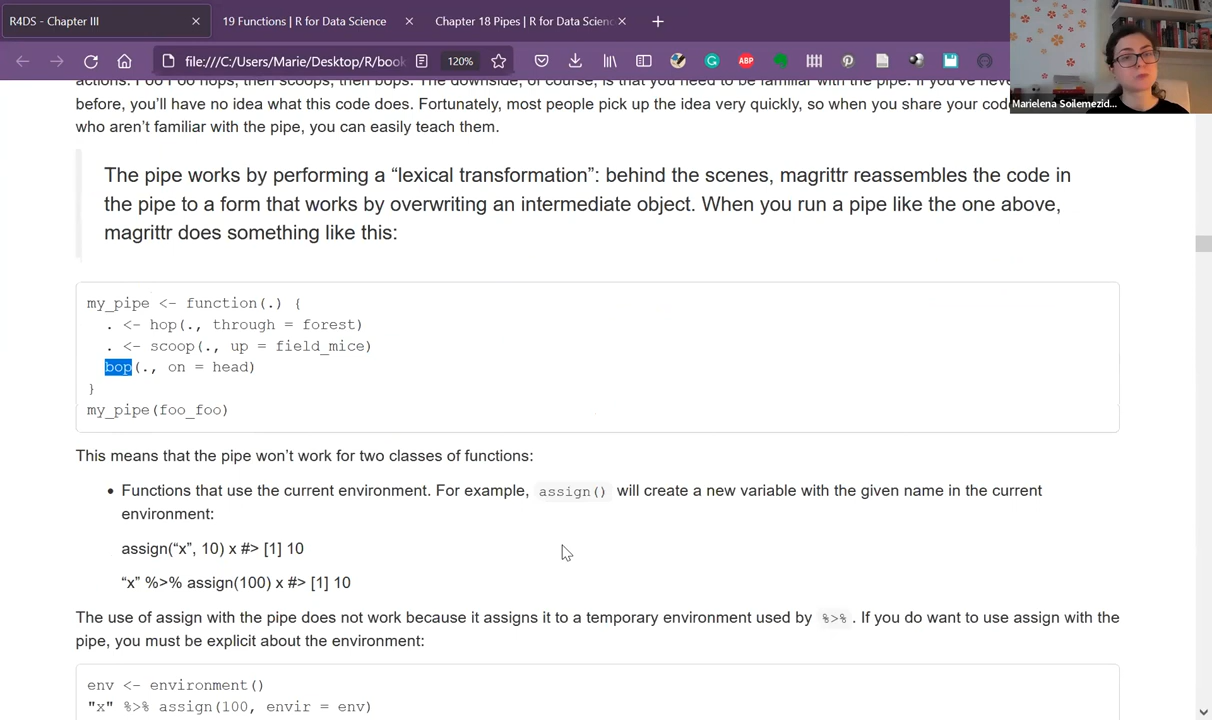 R4DS - Chapter III
19 Functions | R for Data Science
Chapter 18 Pipes | R for Data Scienc
file:///C:/Users/Marie/Desktop/R/book
120%
ABP
Marielena Soilemezid...
actions. Foo Foo hops, then scoops, then bops. The downside, of course, is that you need to be familiar with the pipe. If you've never
before, you'll have no idea what this code does. Fortunately, most people pick up the idea very quickly, so when you share your code
who aren't familiar with the pipe, you can easily teach them.
The pipe works by performing a “lexical transformation”: behind the scenes, magrittr reassembles the code in
the pipe to a form that works by overwriting an intermediate object. When you run a pipe like the one above,
magrittr does something like this:
my_pipe <- function(.) {
. <- hop(., through = forest)
. <- scoop(., up = field_mice)
bop(., on = head)
}
my_pipe(foo_foo)
This means that the pipe won’t work for two classes of functions:
• Functions that use the current environment. For example, assign() will create a new variable with the given name in the current
environment:
assign(“x”, 10) x #> [1] 10
“x” %>% assign(100) x #> [1] 10
The use of assign with the pipe does not work because it assigns it to a temporary environment used by %>% . If you do want to use assign with the
pipe, you must be explicit about the environment:
env <- environment()
"x" %>% assign(100, envir = env)